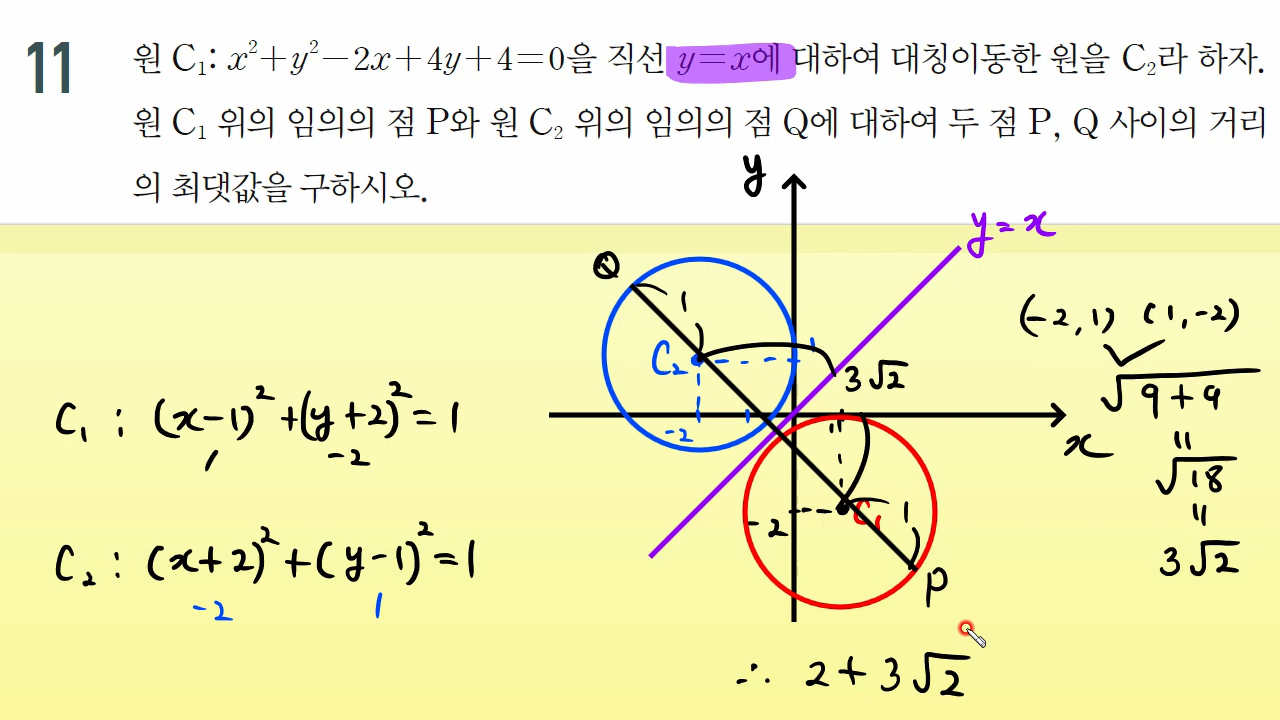 11
원 C₁: x²+y²−2x+4y+4=0을 직선 y=x에 대하여 대칭이동한 원을 C₂라 하자.
원 C₁ 위의 임의의 점 P와 원 C₂ 위의 임의의 점 Q에 대하여 두 점 P, Q 사이의 거리
의 최댓값을 구하시오.
y
y=x
Q
1
(-2,1) (1,-2)
C₂
1
3√2
√9+9
C₁ : (x-1)²+(y+2)²=1
1 -2
-2
x
"
√18
-2
C₁
1
"
3√2
C₂ : (x+2)²+(y-1)²=1
-2 1
P
∴ 2+3√2